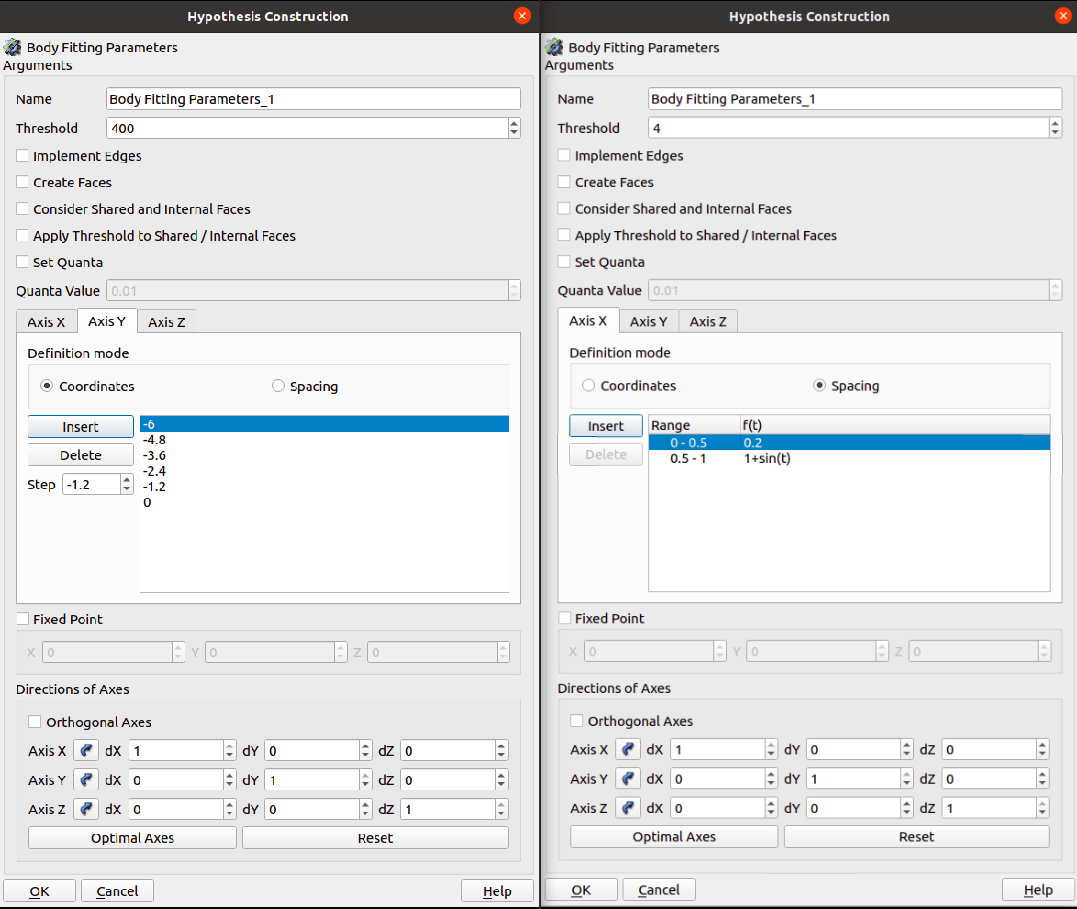 Hypothesis Construction
Body Fitting Parameters
Arguments
Name Body Fitting Parameters_1
Threshold 400
Implement Edges
Create Faces
Consider Shared and Internal Faces
Apply Threshold to Shared / Internal Faces
Set Quanta
Quanta Value 0.01
Axis X Axis Y Axis Z
Definition mode
Coordinates Spacing
Insert -6
-4.8
Delete -3.6
-2.4
Step -1.2 -1.2
0
Fixed Point
X 0 Y 0 Z 0
Directions of Axes
Orthogonal Axes
Axis X dX 1 dY 0 dZ 0
Axis Y dX 0 dY 1 dZ 0
Axis Z dX 0 dY 0 dZ 1
Optimal Axes Reset
OK Cancel Help
Hypothesis Construction
Body Fitting Parameters
Arguments
Name Body Fitting Parameters_1
Threshold 4
Implement Edges
Create Faces
Consider Shared and Internal Faces
Apply Threshold to Shared / Internal Faces
Set Quanta
Quanta Value 0.01
Axis X Axis Y Axis Z
Definition mode
Coordinates Spacing
Insert Range f(t)
0 - 0.5 0.2
Delete 0.5 - 1 1+sin(t)
Fixed Point
X 0 Y 0 Z 0
Directions of Axes
Orthogonal Axes
Axis X dX 1 dY 0 dZ 0
Axis Y dX 0 dY 1 dZ 0
Axis Z dX 0 dY 0 dZ 1
Optimal Axes Reset
OK Cancel Help